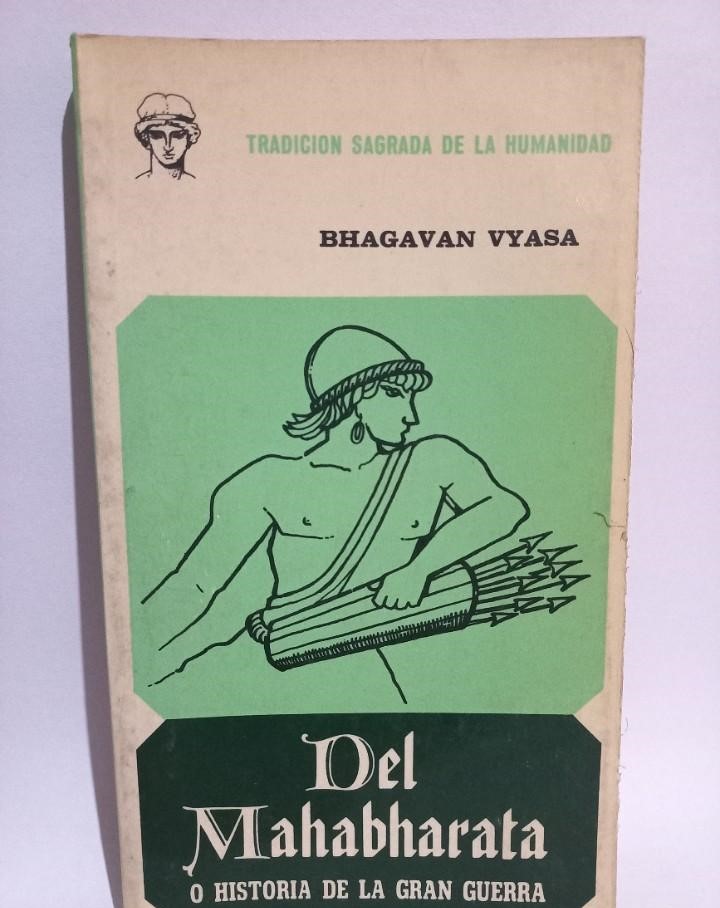 TRADICION SAGRADA DE LA HUMANIDAD
BHAGAVAN VYASA
Del
Mahabharata
O HISTORIA DE LA GRAN GUERRA